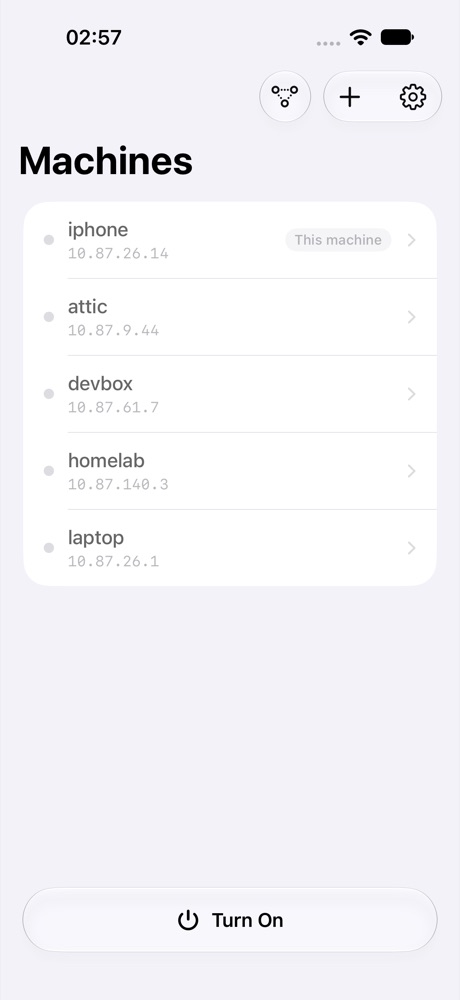 02:57
Machines
iphone
10.87.26.14
This machine
attic
10.87.9.44
devbox
10.87.61.7
homelab
10.87.140.3
laptop
10.87.26.1
Turn On